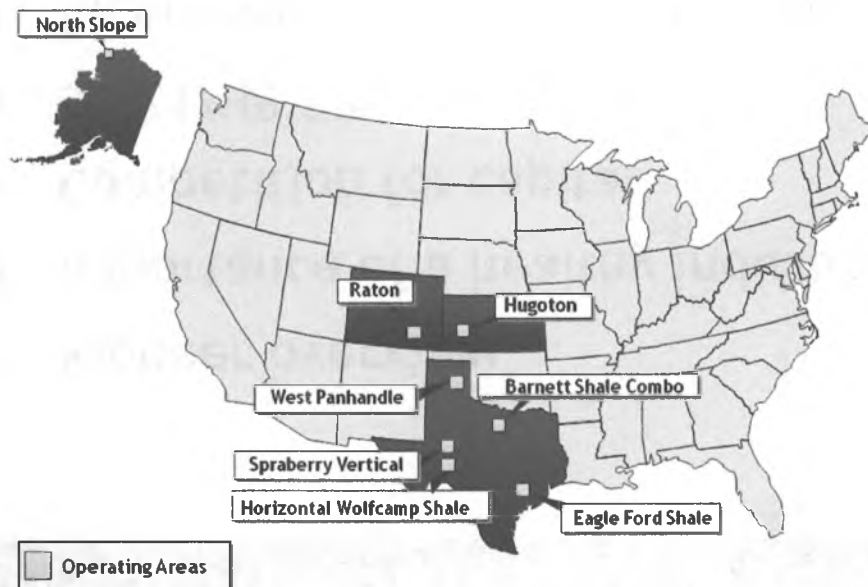 North Slope
Raton
Hugoton
West Panhandle
Barnett Shale Combo
Spraberry Vertical
Horizontal Wolfcamp Shale
Eagle Ford Shale
Operating Areas